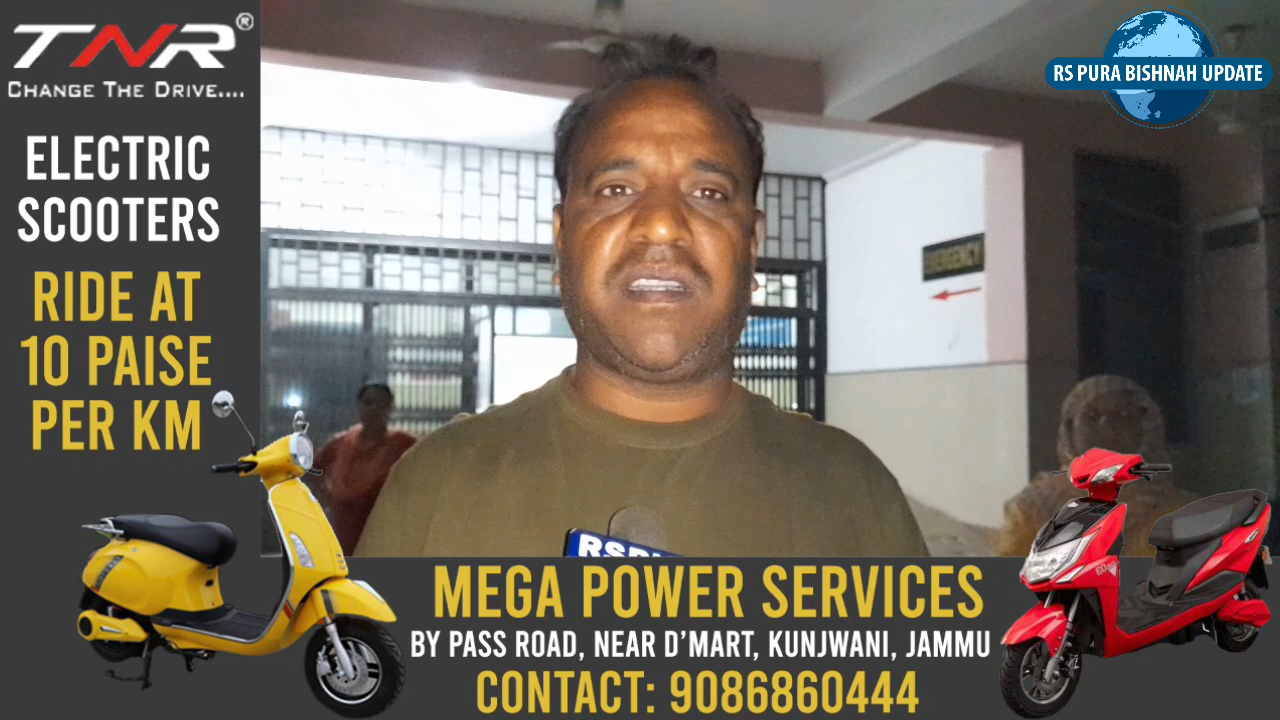 TNR®
CHANGE THE DRIVE....
ELECTRIC
SCOOTERS
RIDE AT
10 PAISE
PER KM
RS PURA BISHNAH UPDATE
EMERGENCY
MEGA POWER SERVICES
BY PASS ROAD, NEAR D'MART, KUNJWANI, JAMMU
CONTACT: 9086860444